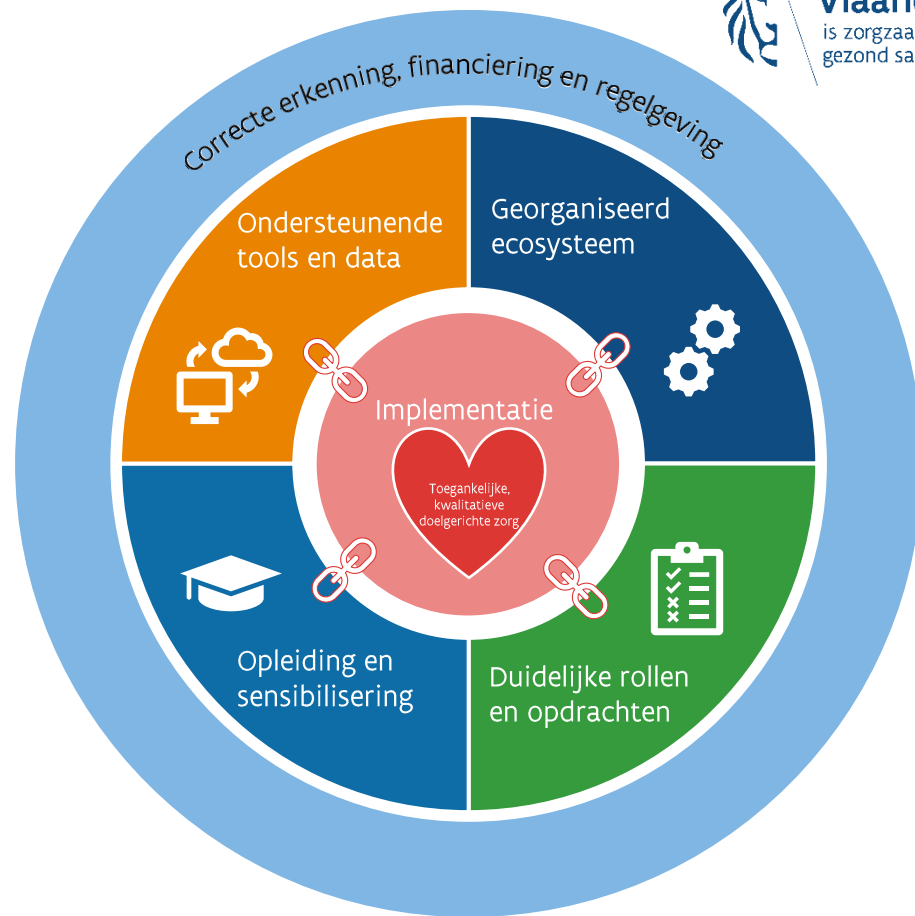 is zorgzaa
gezond sa
Correcte erkenning, financiering en regelgeving
Ondersteunende
tools en data
Georganiseerd
ecosysteem
Implementatie
Toegankelijke,
kwalitatieve
doelgerichte zorg
Opleiding en
sensibilisering
Duidelijke rollen
en opdrachten